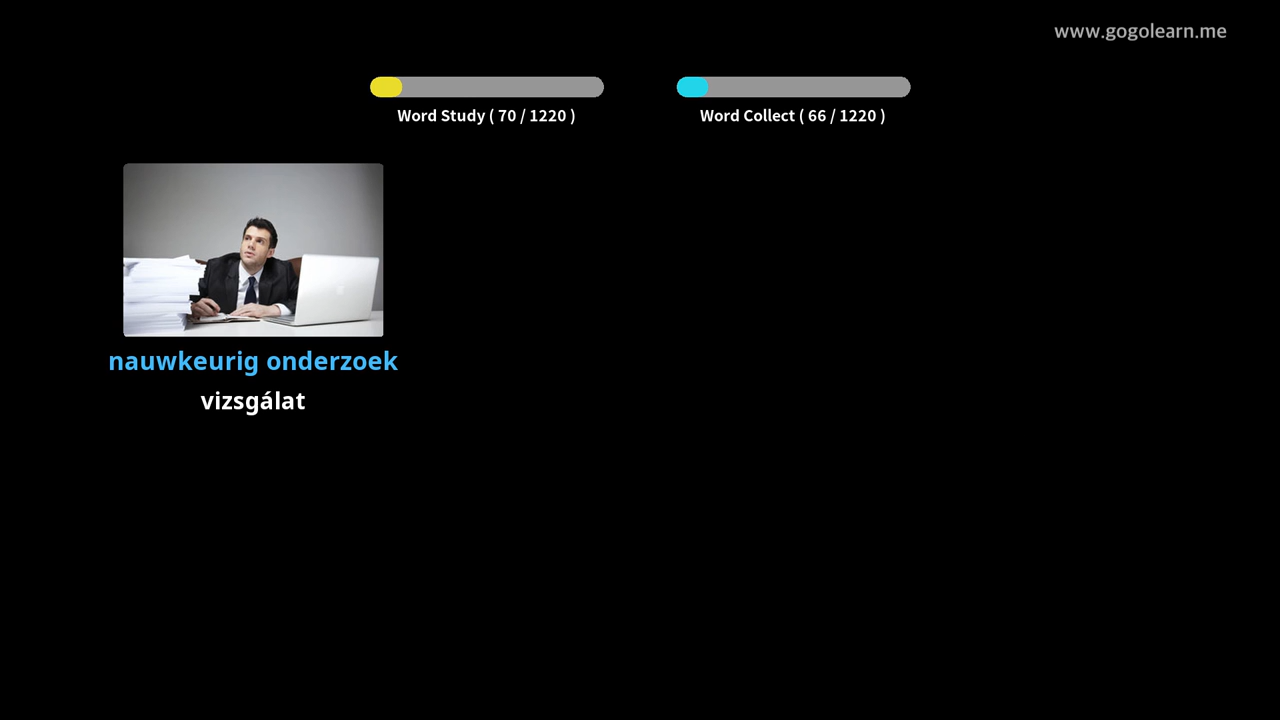 www.gogolearn.me
Word Study ( 70 / 1220 )
Word Collect ( 66 / 1220 )
nauwkeurig onderzoek
vizsgálat